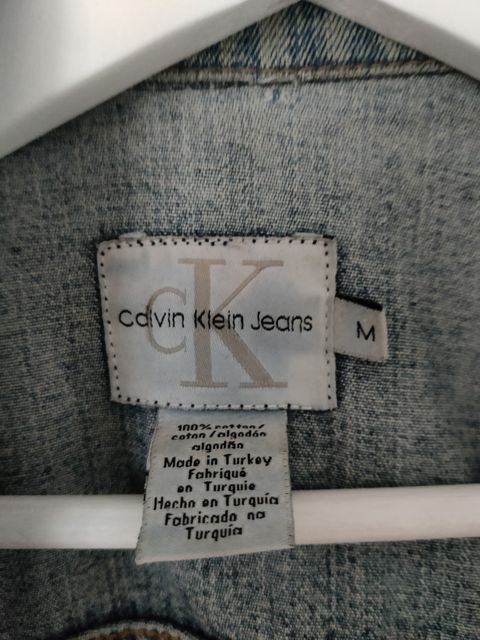 CK
Calvin Klein Jeans
M
100% cotton/
coton/algodón
algodão
Made in Turkey
Fabriqué
en Turquie
Hecho en Turquía
Fabricado na
Turquía